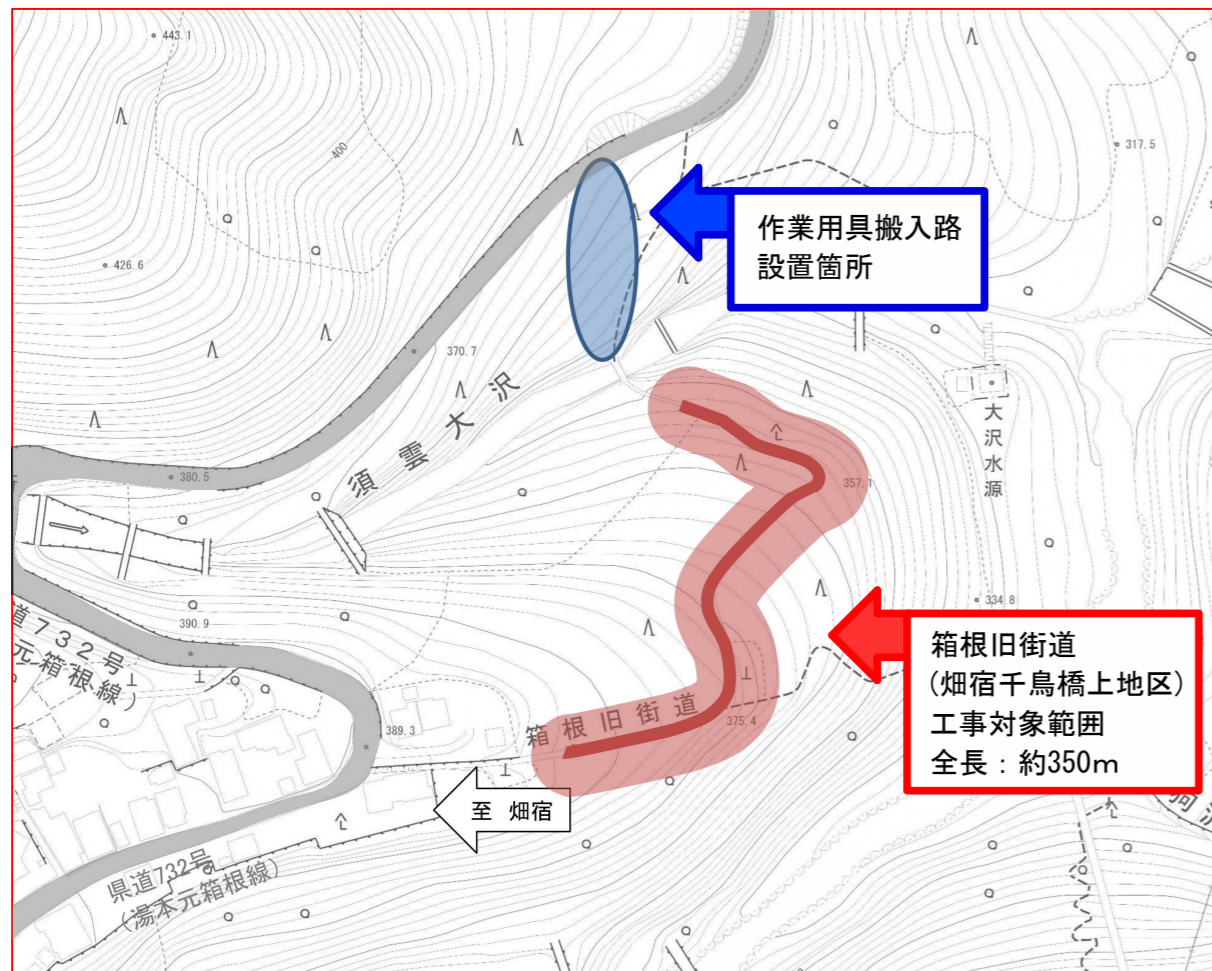 443.1
400
317.5
作業用具搬入路
設置箇所
426.6
370.7
須雲大沢
大沢水源
380.5
357.1
334.8
390.9
道732号
元箱根線)
箱根旧街道
(畑宿千鳥橋上地区)
工事対象範囲
全長：約350m
箱根旧街道
375.4
389.3
至 畑宿
県道732号
(湯本元箱根線)